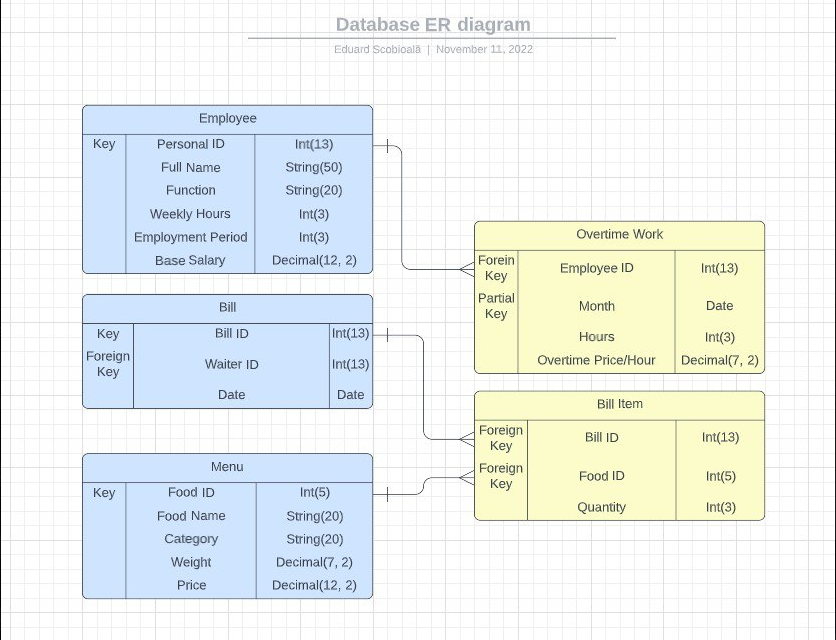 Database ER diagram
Eduard Scobioală | November 11, 2022
Employee
Key Personal ID Int(13)
Full Name String(50)
Function String(20)
Weekly Hours Int(3)
Employment Period Int(3)
Base Salary Decimal(12, 2)
Bill
Key Bill ID Int(13)
Foreign
Key
Waiter ID Int(13)
Date Date
Menu
Key Food ID Int(5)
Food Name String(20)
Category String(20)
Weight Decimal(7, 2)
Price Decimal(12, 2)
Overtime Work
Forein
Key
Employee ID Int(13)
Partial
Key
Month Date
Hours Int(3)
Overtime Price/Hour Decimal(7, 2)
Bill Item
Foreign
Key
Bill ID Int(13)
Foreign
Key
Food ID Int(5)
Quantity Int(3)